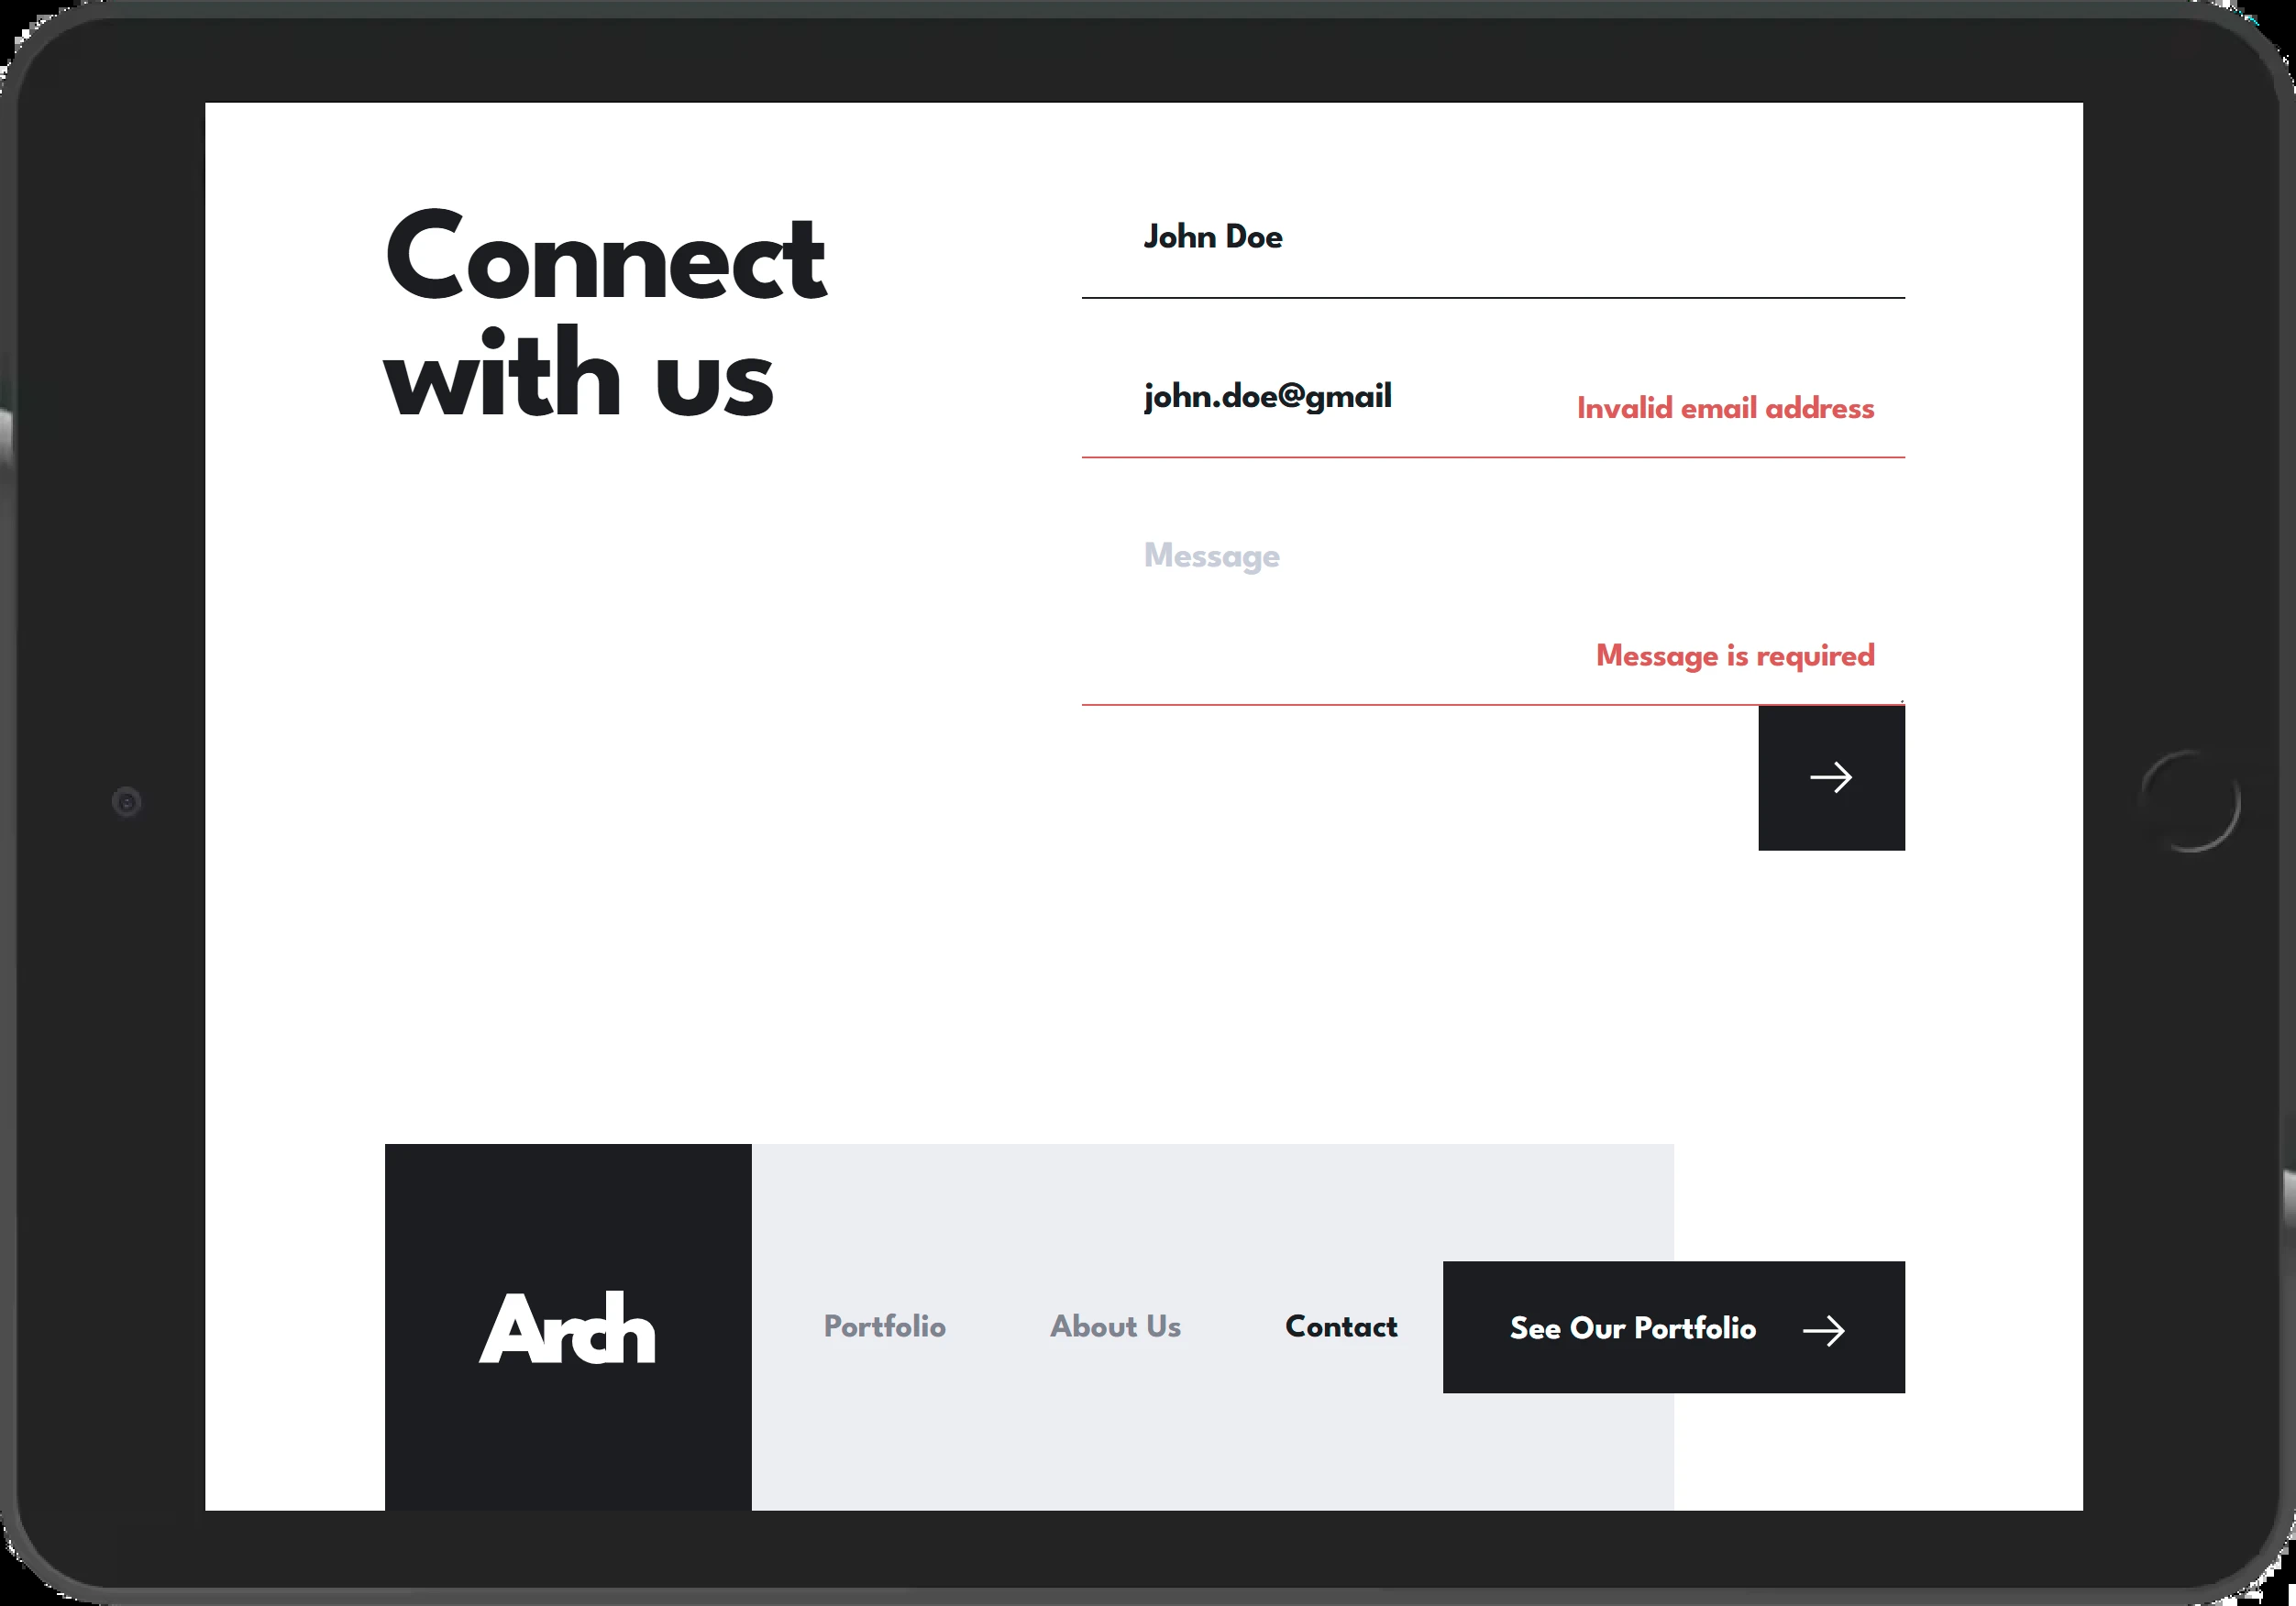 Connect
with us
John Doe
john.doe@gmail
Invalid email address
Message
Message is required
Arch
Portfolio
About Us
Contact
See Our Portfolio